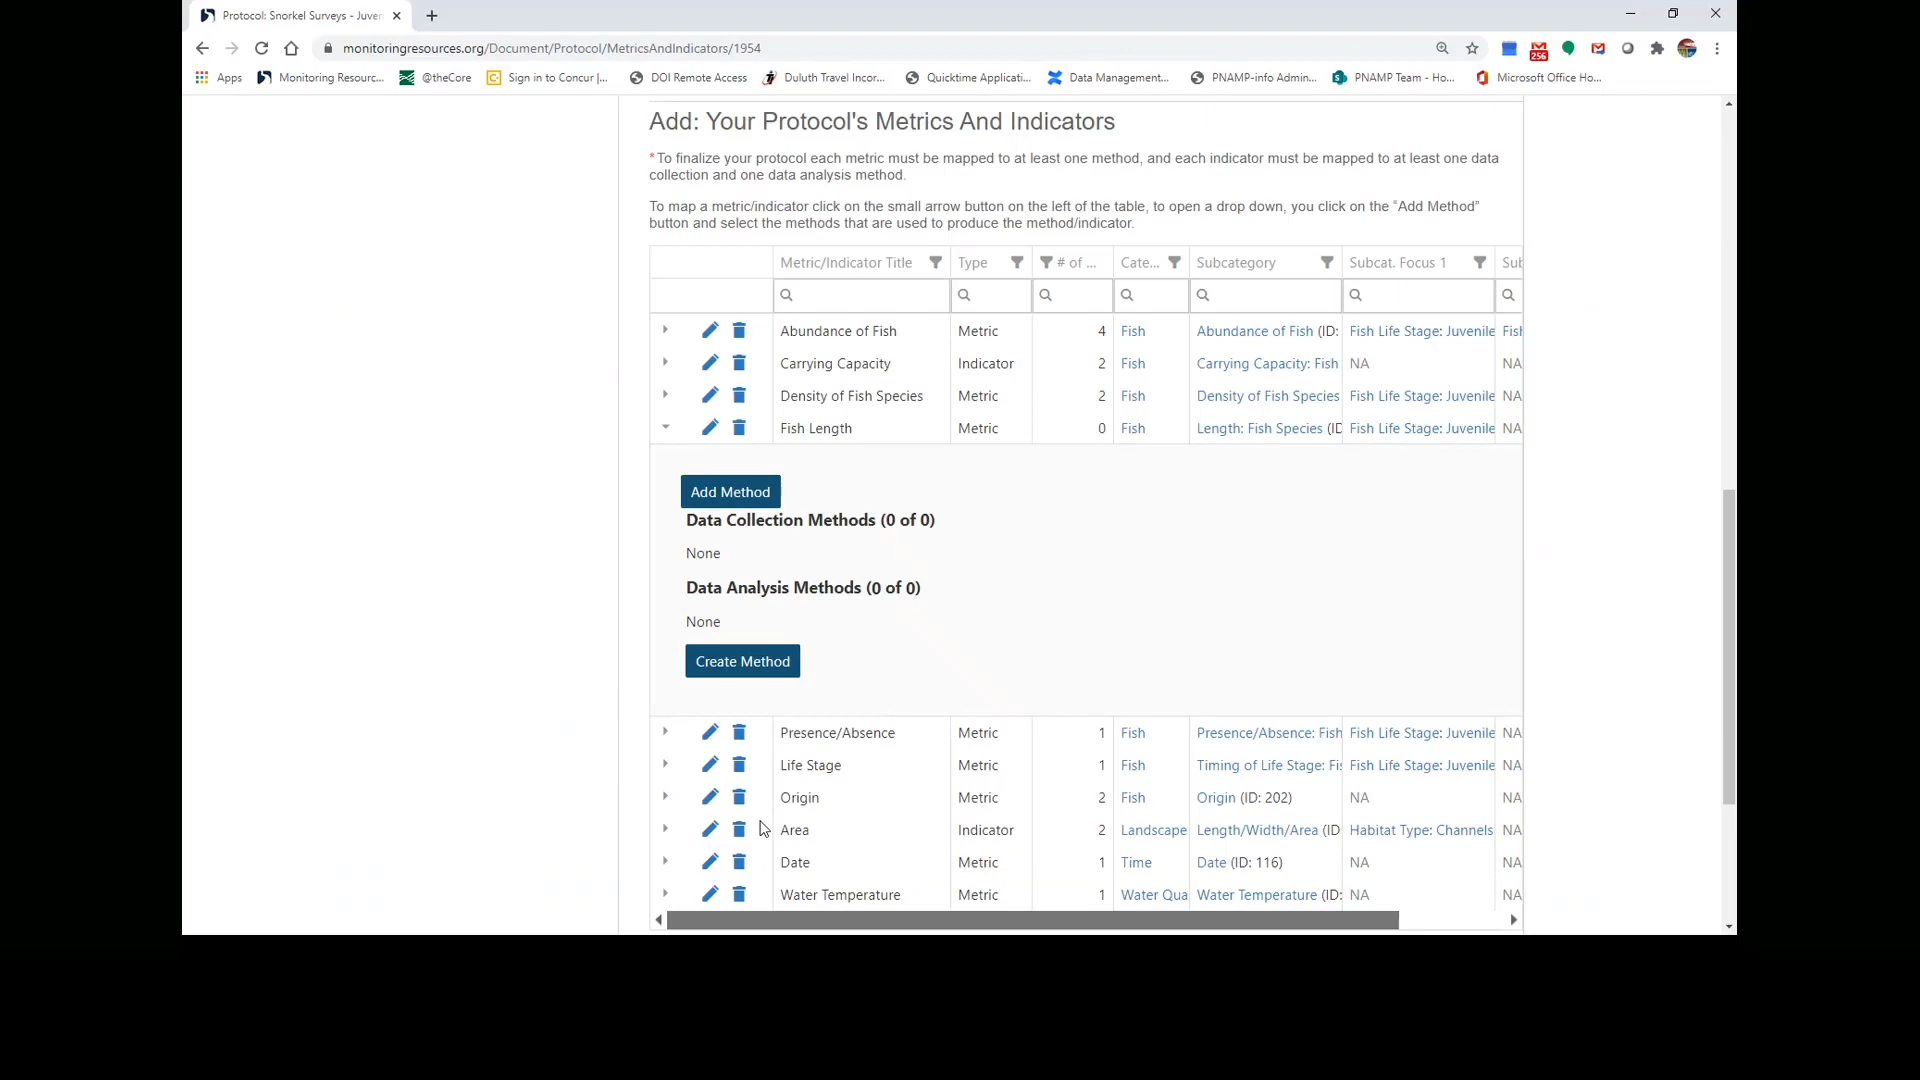 Protocol: Snorkel Surveys - Juver
monitoringresources.org/Document/Protocol/MetricsAndIndicators/1954
256
Apps Monitoring Resourc... @theCore Sign in to Concur |... DOI Remote Access Duluth Travel Incor... Quicktime Applicati... Data Management... PNAMP-info Admin... PNAMP Team - Ho... Microsoft Office Ho...
Add: Your Protocol's Metrics And Indicators
*To finalize your protocol each metric must be mapped to at least one method, and each indicator must be mapped to at least one data
collection and one data analysis method.
To map a metric/indicator click on the small arrow button on the left of the table, to open a drop down, you click on the “Add Method”
button and select the methods that are used to produce the method/indicator.
Metric/Indicator Title Type # of ... Cate... Subcategory Subcat. Focus 1 Sub
Abundance of Fish Metric 4 Fish Abundance of Fish (ID: Fish Life Stage: Juvenile Fish
Carrying Capacity Indicator 2 Fish Carrying Capacity: Fish NA NA
Density of Fish Species Metric 2 Fish Density of Fish Species Fish Life Stage: Juvenile NA
Fish Length Metric 0 Fish Length: Fish Species (ID Fish Life Stage: Juvenile NA
Add Method
Data Collection Methods (0 of 0)
None
Data Analysis Methods (0 of 0)
None
Create Method
Presence/Absence Metric 1 Fish Presence/Absence: Fish Fish Life Stage: Juvenile NA
Life Stage Metric 1 Fish Timing of Life Stage: Fis Fish Life Stage: Juvenile NA
Origin Metric 2 Fish Origin (ID: 202) NA NA
Area Indicator 2 Landscape Length/Width/Area (ID Habitat Type: Channels NA
Date Metric 1 Time Date (ID: 116) NA NA
Water Temperature Metric 1 Water Qua Water Temperature (ID: NA NA